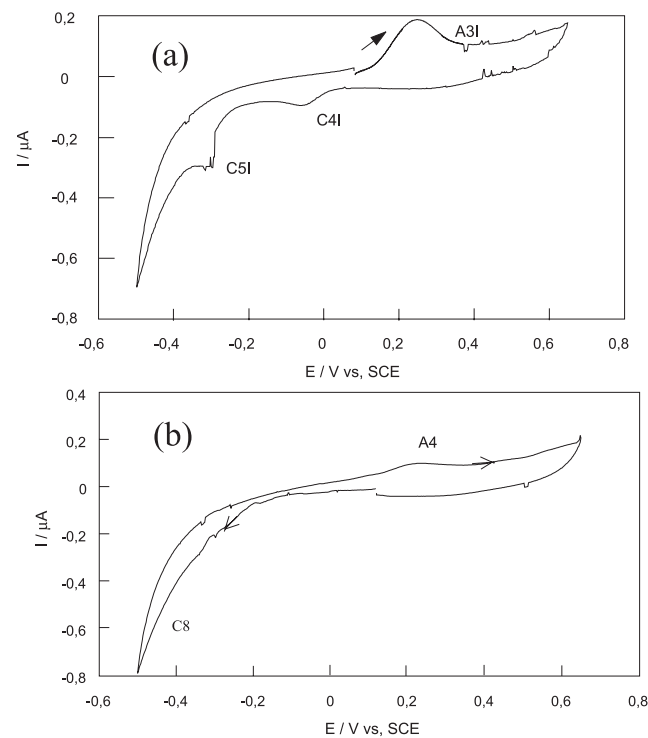 (a)
A3I
C4I
C5I
I / µA
0,2
0
-0,2
-0,4
-0,6
-0,8
-0,6 -0,4 -0,2 0 0,2 0,4 0,6 0,8
E / V vs, SCE
(b)
A4
C8
I / µA
0,4
0,2
0
-0,2
-0,4
-0,6
-0,8
-0,6 -0,4 -0,2 0 0,2 0,4 0,6 0,8
E / V vs, SCE